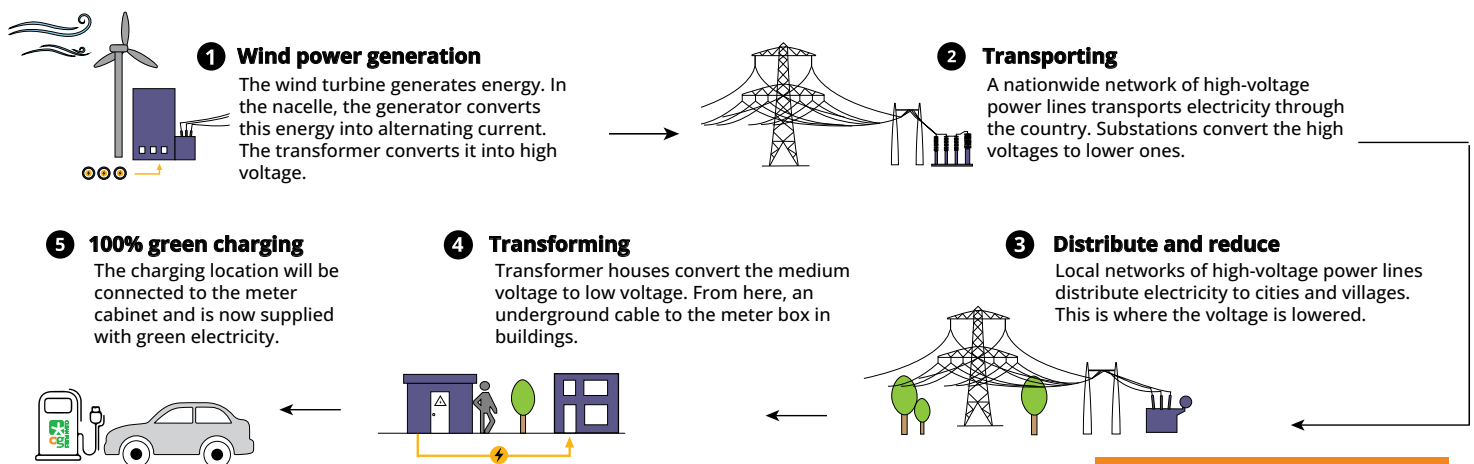 1 Wind power generation
The wind turbine generates energy. In
the nacelle, the generator converts
this energy into alternating current.
The transformer converts it into high
voltage.
2 Transporting
A nationwide network of high-voltage
power lines transports electricity through
the country. Substations convert the high
voltages to lower ones.
3 Distribute and reduce
Local networks of high-voltage power lines
distribute electricity to cities and villages.
This is where the voltage is lowered.
4 Transforming
Transformer houses convert the medium
voltage to low voltage. From here, an
underground cable to the meter box in
buildings.
5 100% green charging
The charging location will be
connected to the meter
cabinet and is now supplied
with green electricity.